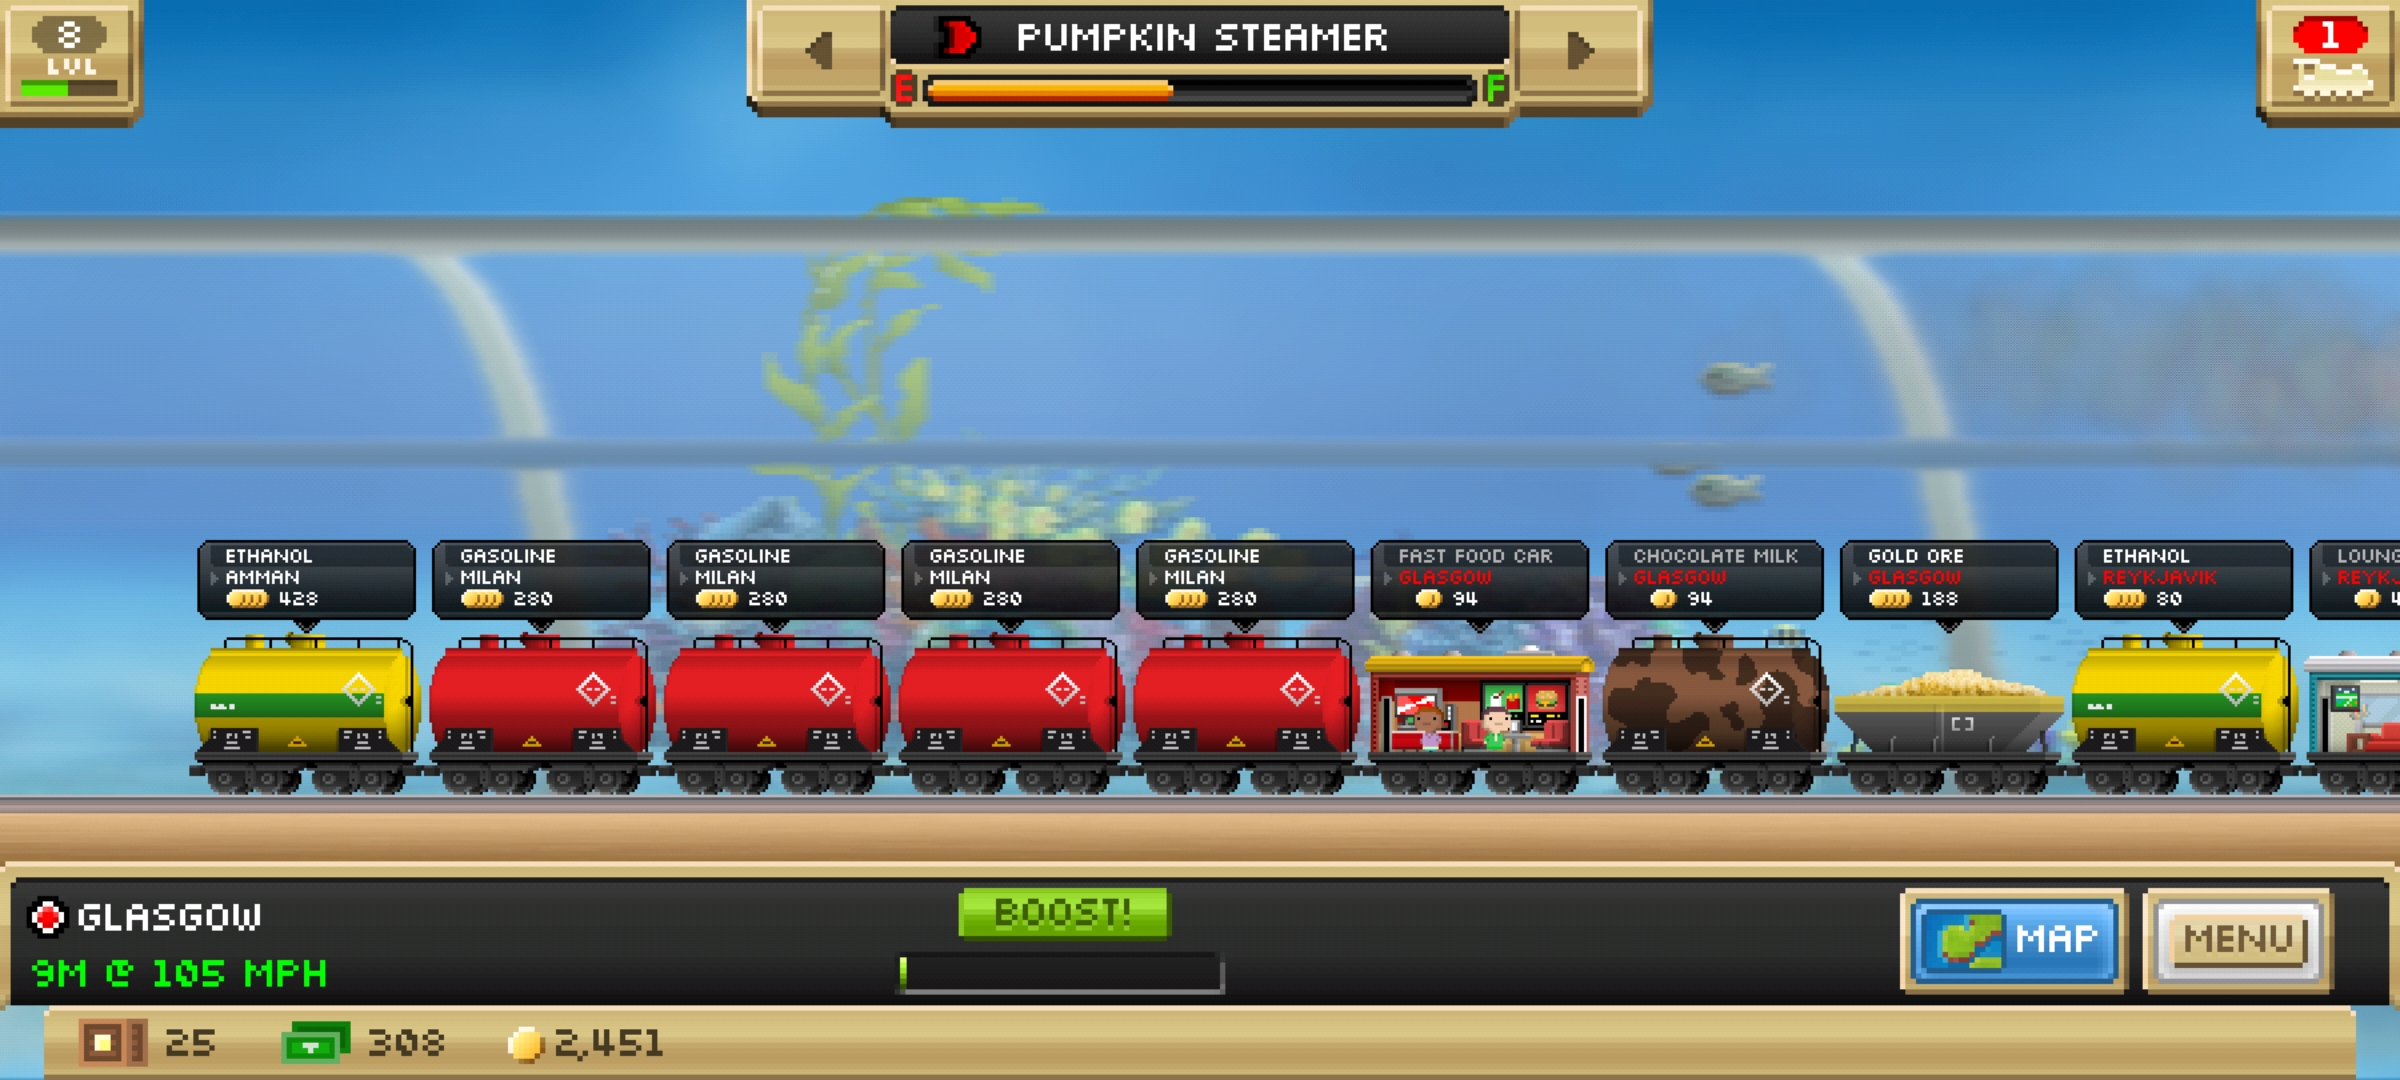 8
LVL
PUMPKIN STEAMER
E F
1
ETHANOL
AMMAN
428
GASOLINE
MILAN
280
GASOLINE
MILAN
280
GASOLINE
MILAN
280
GASOLINE
MILAN
280
FAST FOOD CAR
GLASGOW
94
CHOCOLATE MILK
GLASGOW
94
GOLD ORE
GLASGOW
188
ETHANOL
REYKJAVIK
80
GLASGOW
9M @ 105 MPH
BOOST!
MAP
MENU
25
308
2,451